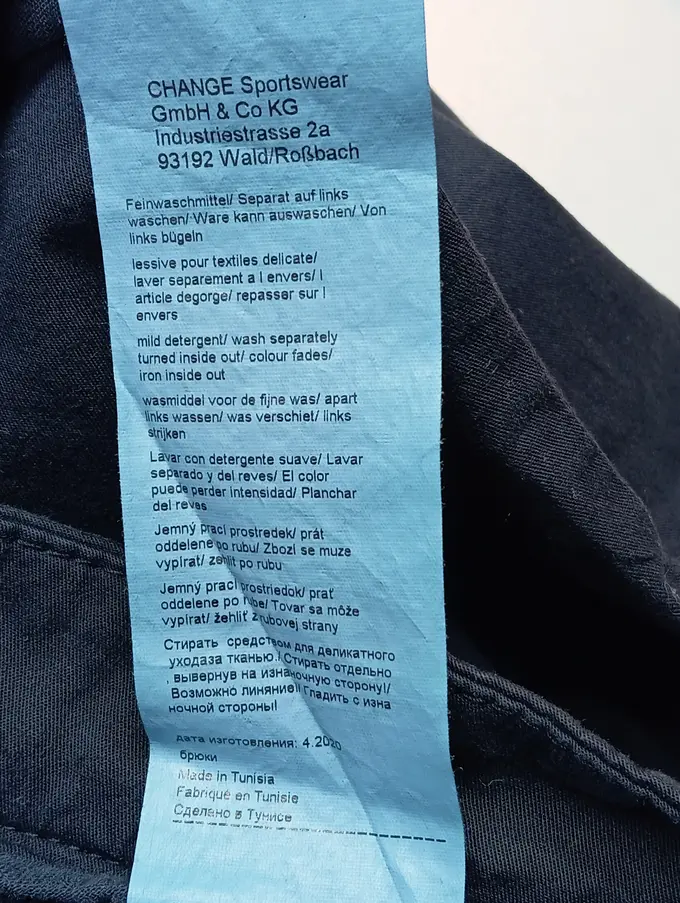 CHANGE Sportswear
GmbH & Co KG
Industriestrasse 2a
93192 Wald/Roßbach
Feinwaschmittel/ Separat auf links
waschen/ Ware kann auswaschen/ Von
links bügeln
lessive pour textiles delicate/
laver separement a l envers/ l
article degorge/ repasser sur l
envers
mild detergent/ wash separately
turned inside out/ colour fades/
iron inside out
wasmiddel voor de fijne was/ apart
links wassen/ was verschiet/ links
strijken
Lavar con detergente suave/ Lavar
separado y del reves/ El color
puede perder intensidad/ Planchar
del reves
Jemný prací prostredek/ prát
oddelene po rubu/ Zbozí se muze
vypírat/ zehlit po rubu
Jemný prací prostriedok/ prať
oddelene po rube/ Tovar sa môže
vypírať/ žehliť z rubovej strany
Стирать средством для деликатного
уходаза тканью.! Стирать отдельно
, вывернув на изнаночную сторону!/
Возможно линяние!! Гладить с изна
ночной стороны!
дата изготовления: 4.2020
брюки
Made in Tunisia
Fabriqué en Tunisie
Сделано в Тунисе